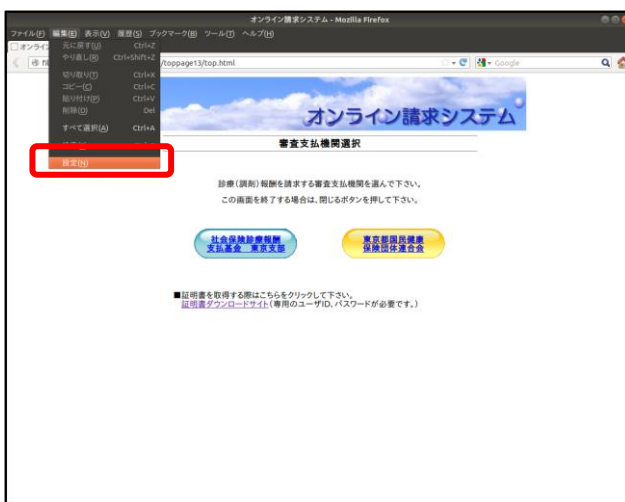 オンライン請求システム - Mozilla Firefox
ファイル(F) 編集(E) 表示(V) 履歴(S) ブックマーク(B) ツール(T) ヘルプ(H)
元に戻す(U) Ctrl+Z
やり直し(R) Ctrl+Shift+Z
切り取り(T) Ctrl+X
コピー(C) Ctrl+C
貼り付け(P) Ctrl+V
削除(D) Del
すべて選択(A) Ctrl+A
設定(N)
オンライン
/toppage13/top.html
Google
オンライン請求システム
審査支払機関選択
診療(調剤)報酬を請求する審査支払機関を選んで下さい。
この画面を終了する場合は、閉じるボタンを押して下さい。
社会保険診療報酬
支払基金 東京支部
東京都国民健康
保険団体連合会
■証明書を取得する際はこちらをクリックして下さい。
証明書ダウンロードサイト(専用のユーザID、パスワードが必要です。)